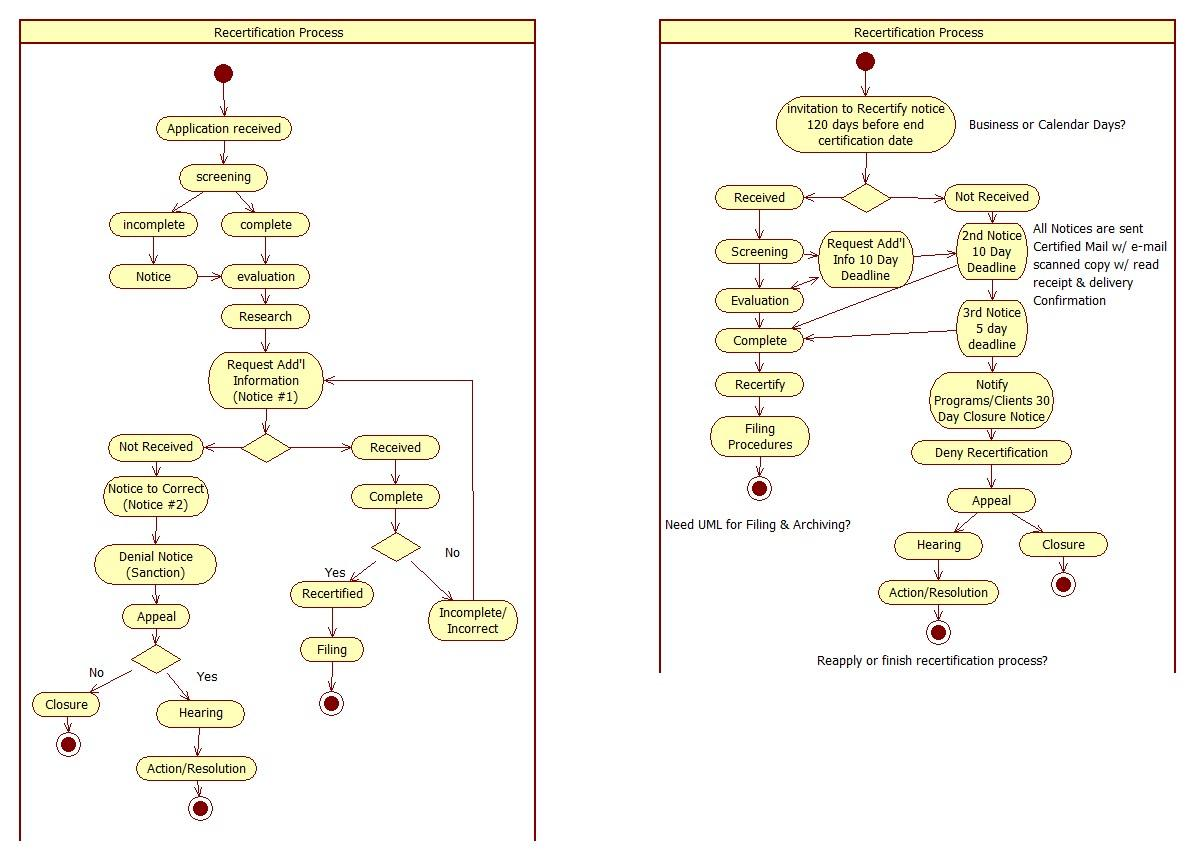 Recertification Process
Application received
screening
incomplete
complete
Notice
evaluation
Research
Request Add'l
Information
(Notice #1)
Not Received
Received
Notice to Correct
(Notice #2)
Complete
Denial Notice
(Sanction)
No
Yes
Recertified
Incomplete/
Incorrect
Appeal
Filing
No
Yes
Closure
Hearing
Action/Resolution
Recertification Process
invitation to Recertify notice
120 days before end
certification date
Business or Calendar Days?
Received
Not Received
Screening
Request Add'l
Info 10 Day
Deadline
2nd Notice
10 Day
Deadline
All Notices are sent
Certified Mail w/ e-mail
scanned copy w/ read
receipt & delivery
Confirmation
Evaluation
3rd Notice
5 day
deadline
Complete
Recertify
Notify
Programs/Clients 30
Day Closure Notice
Filing
Procedures
Deny Recertification
Appeal
Need UML for Filing & Archiving?
Hearing
Closure
Action/Resolution
Reapply or finish recertification process?